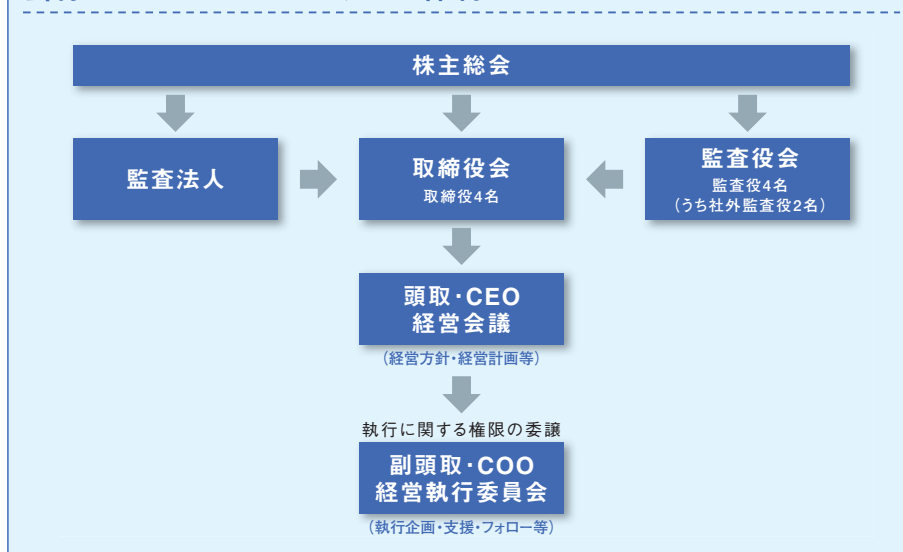 株主総会
監査法人
取締役会
取締役4名
監査役会
監査役4名
(うち社外監査役2名)
頭取・CEO
経営会議
(経営方針・経営計画等)
執行に関する権限の委譲
副頭取・COO
経営執行委員会
(執行企画・支援・フォロー等)